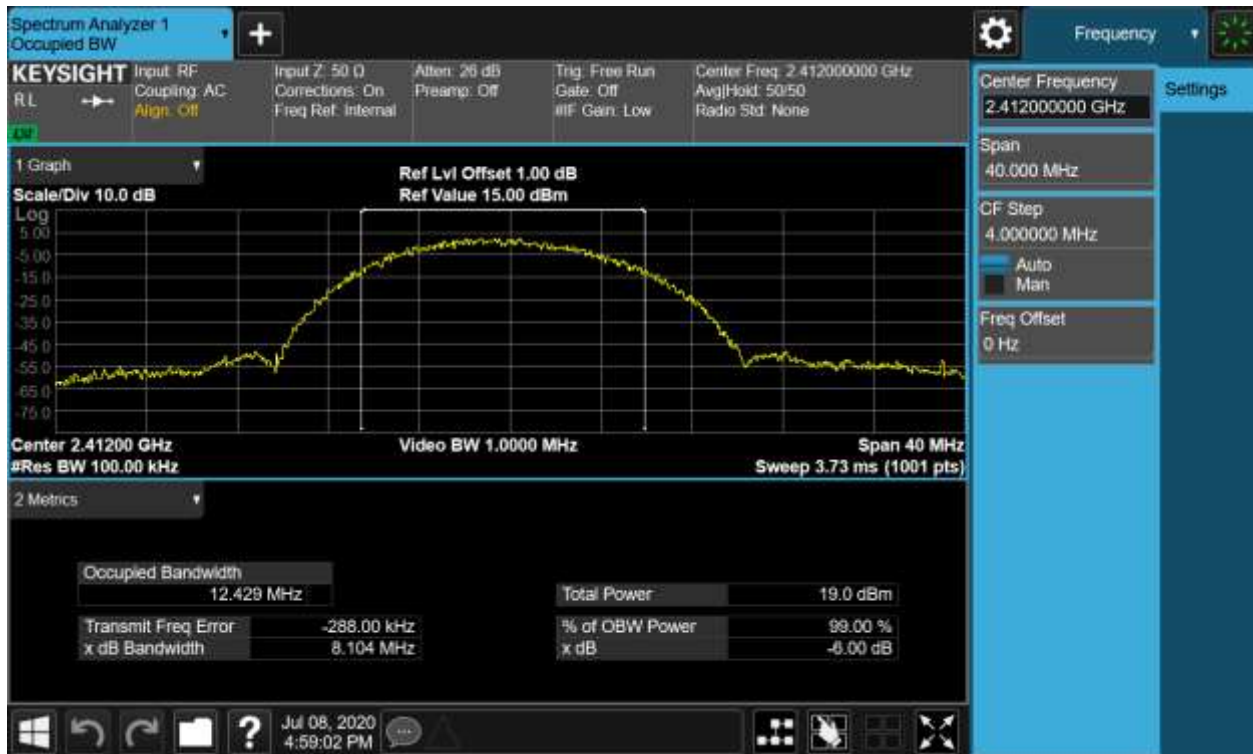 Spectrum Analyzer 1
Occupied BW
+
Frequency
KEYSIGHT
RL
Input: RF
Coupling: AC
Align: Off
Input Z: 50 Ω
Corrections: On
Freq Ref: Internal
Atten: 26 dB
Preamp: Off
Trig: Free Run
Gate: Off
#IF Gain: Low
Center Freq: 2.412000000 GHz
Avg|Hold: 50/50
Radio Std: None
Center Frequency
2.412000000 GHz
Settings
Span
40.000 MHz
CF Step
4.000000 MHz
Auto
Man
Freq Offset
0 Hz
1 Graph
Scale/Div 10.0 dB
Ref Lvl Offset 1.00 dB
Ref Value 15.00 dBm
Log
5.00
-5.00
-15.0
-25.0
-35.0
-45.0
-55.0
-65.0
-75.0
Center 2.41200 GHz
#Res BW 100.00 kHz
Video BW 1.0000 MHz
Span 40 MHz
Sweep 3.73 ms (1001 pts)
2 Metrics
Occupied Bandwidth
12.429 MHz
Transmit Freq Error -288.00 kHz
x dB Bandwidth 8.104 MHz
Total Power 19.0 dBm
% of OBW Power 99.00 %
x dB -6.00 dB
?
Jul 08, 2020
4:59:02 PM